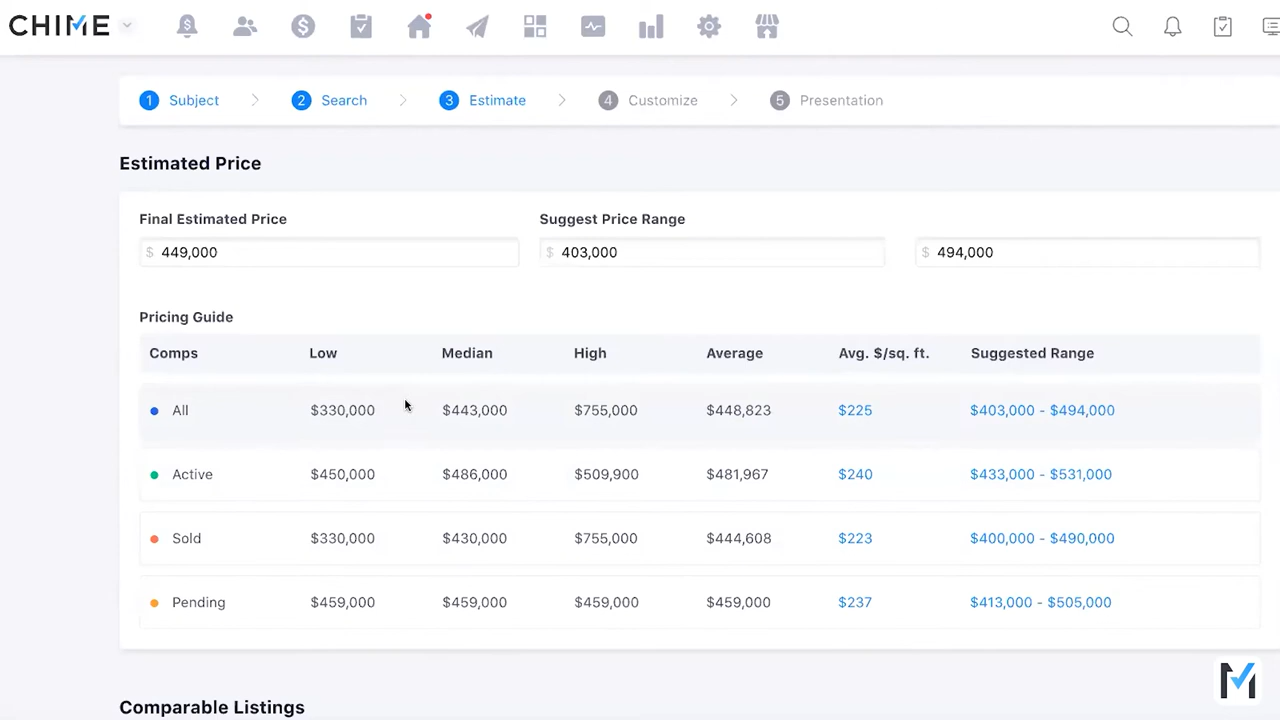 CHIME
1 Subject 2 Search 3 Estimate 4 Customize 5 Presentation
Estimated Price
Final Estimated Price Suggest Price Range
$ 449,000 $ 403,000 $ 494,000
Pricing Guide
Comps Low Median High Average Avg. $/sq. ft. Suggested Range
All $330,000 $443,000 $755,000 $448,823 $225 $403,000 - $494,000
Active $450,000 $486,000 $509,900 $481,967 $240 $433,000 - $531,000
Sold $330,000 $430,000 $755,000 $444,608 $223 $400,000 - $490,000
Pending $459,000 $459,000 $459,000 $459,000 $237 $413,000 - $505,000
Comparable Listings